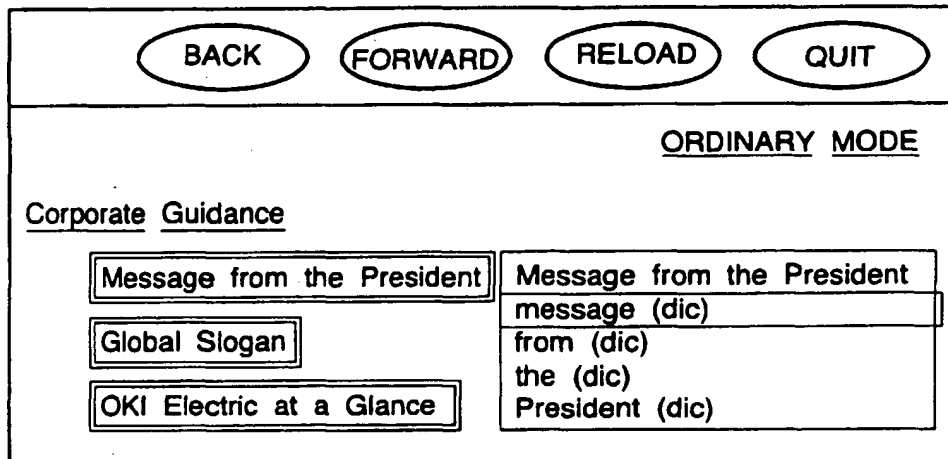 BACK FORWARD RELOAD QUIT
ORDINARY MODE
Corporate Guidance
Message from the President
Global Slogan
OKI Electric at a Glance
Message from the President
message (dic)
from (dic)
the (dic)
President (dic)